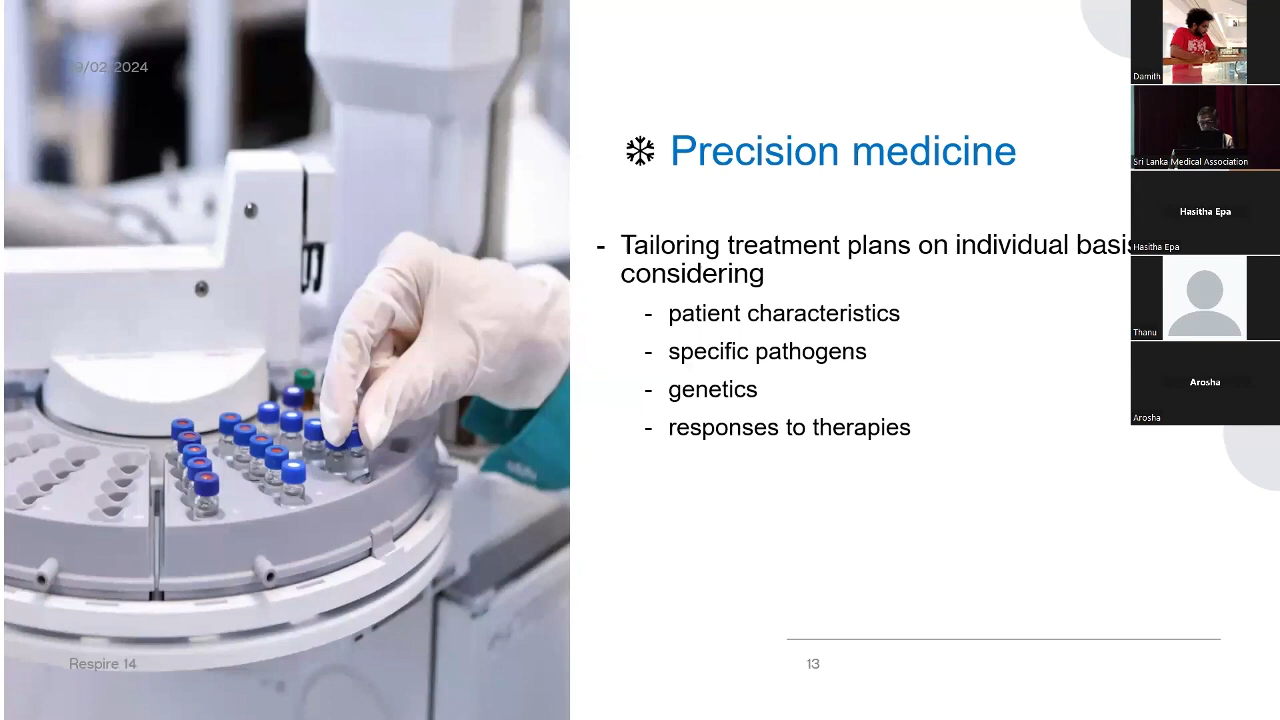 9/02/2024
Precision medicine
- Tailoring treatment plans on individual basis
considering
- patient characteristics
- specific pathogens
- genetics
- responses to therapies
Respire 14
13
Damith
Sri Lanka Medical Association
Hasitha Epa
Hasitha Epa
Thanu
Arosha
Arosha